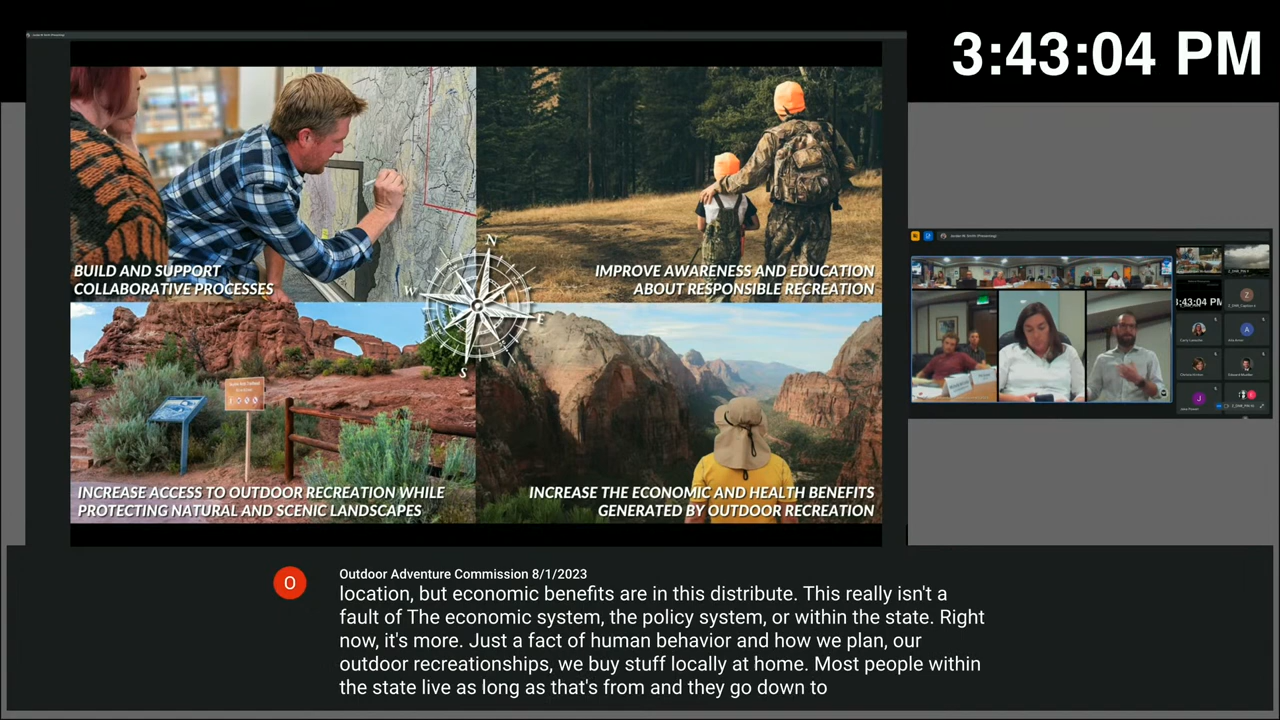 3:43:04 PM
BUILD AND SUPPORT
COLLABORATIVE PROCESSES
IMPROVE AWARENESS AND EDUCATION
ABOUT RESPONSIBLE RECREATION
N
W
E
S
INCREASE ACCESS TO OUTDOOR RECREATION WHILE
PROTECTING NATURAL AND SCENIC LANDSCAPES
INCREASE THE ECONOMIC AND HEALTH BENEFITS
GENERATED BY OUTDOOR RECREATION
3:43:04 PM
O
Outdoor Adventure Commission 8/1/2023
location, but economic benefits are in this distribute. This really isn't a
fault of The economic system, the policy system, or within the state. Right
now, it's more. Just a fact of human behavior and how we plan, our
outdoor recreationships, we buy stuff locally at home. Most people within
the state live as long as that's from and they go down to